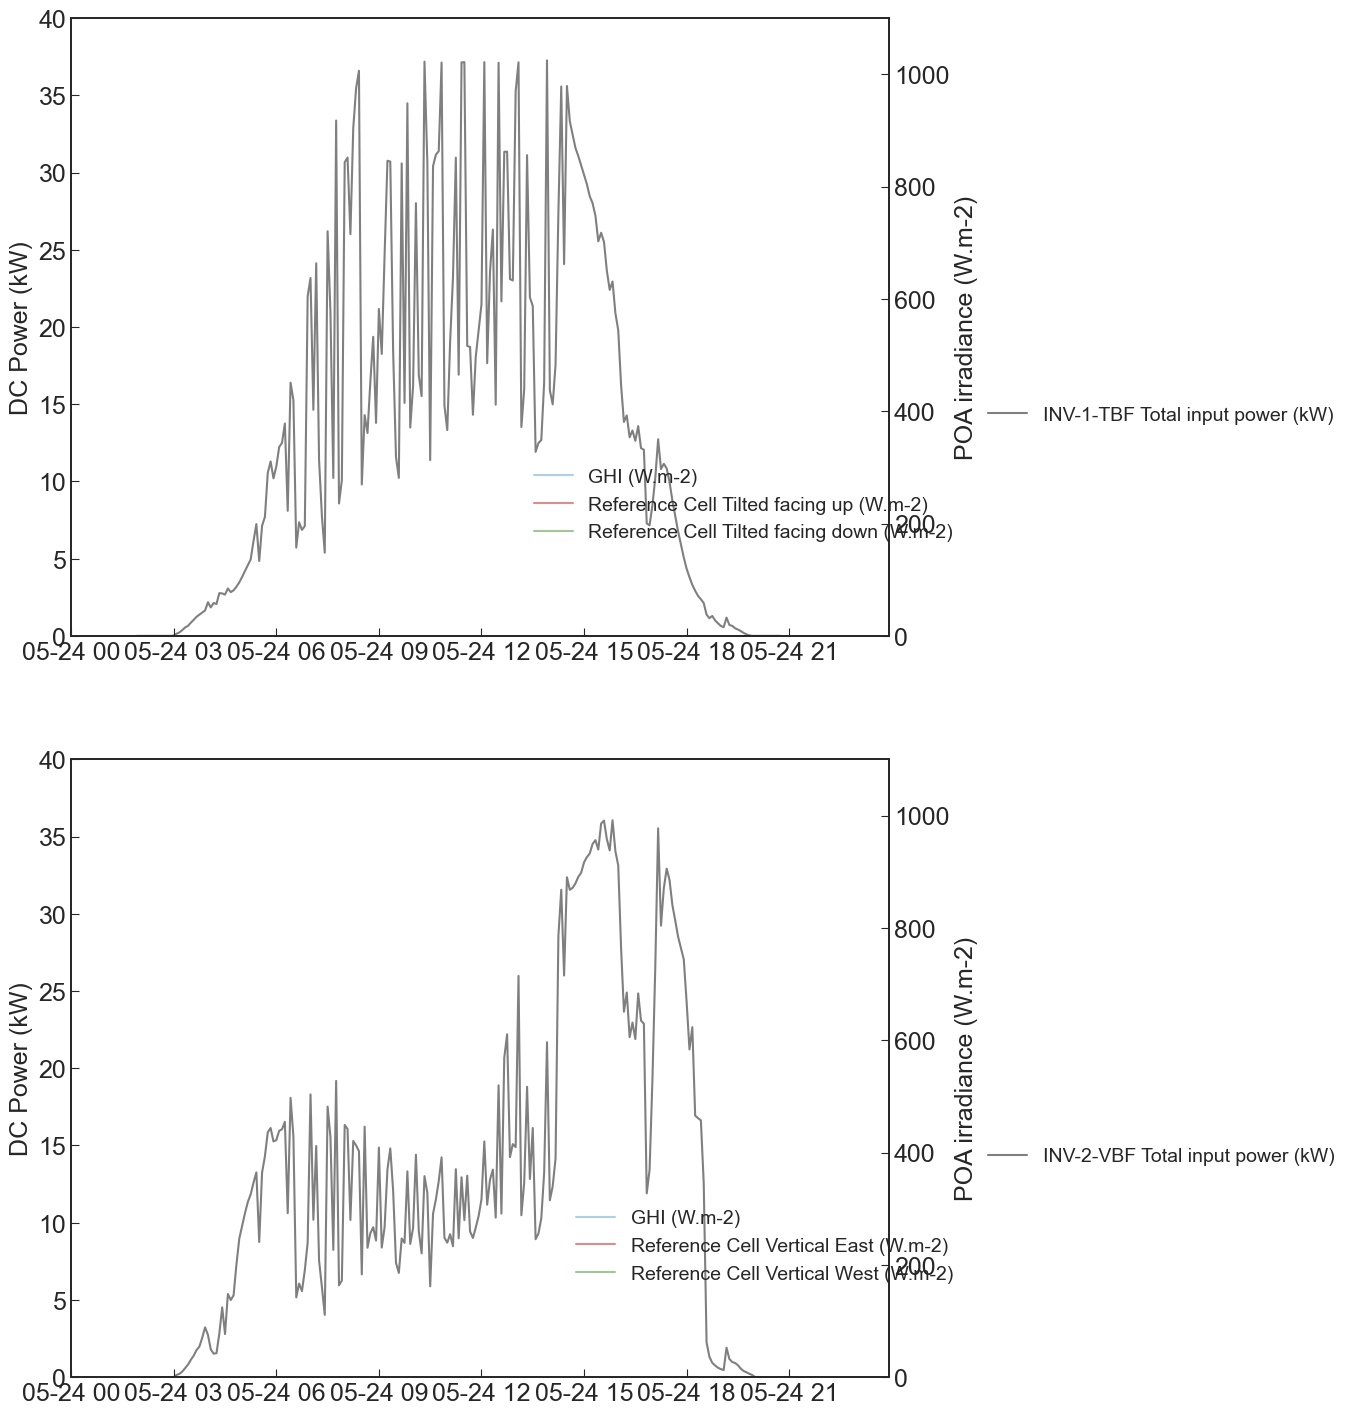 40
35
30
25
20
15
10
5
0
DC Power (kW)
1000
800
600
400
200
0
POA irradiance (W.m-2)
INV-1-TBF Total input power (kW)
GHI (W.m-2)
Reference Cell Tilted facing up (W.m-2)
Reference Cell Tilted facing down (W.m-2)
05-24 00 05-24 03 05-24 06 05-24 09 05-24 12 05-24 15 05-24 18 05-24 21
40
35
30
25
20
15
10
5
0
DC Power (kW)
1000
800
600
400
200
0
POA irradiance (W.m-2)
INV-2-VBF Total input power (kW)
GHI (W.m-2)
Reference Cell Vertical East (W.m-2)
Reference Cell Vertical West (W.m-2)
05-24 00 05-24 03 05-24 06 05-24 09 05-24 12 05-24 15 05-24 18 05-24 21